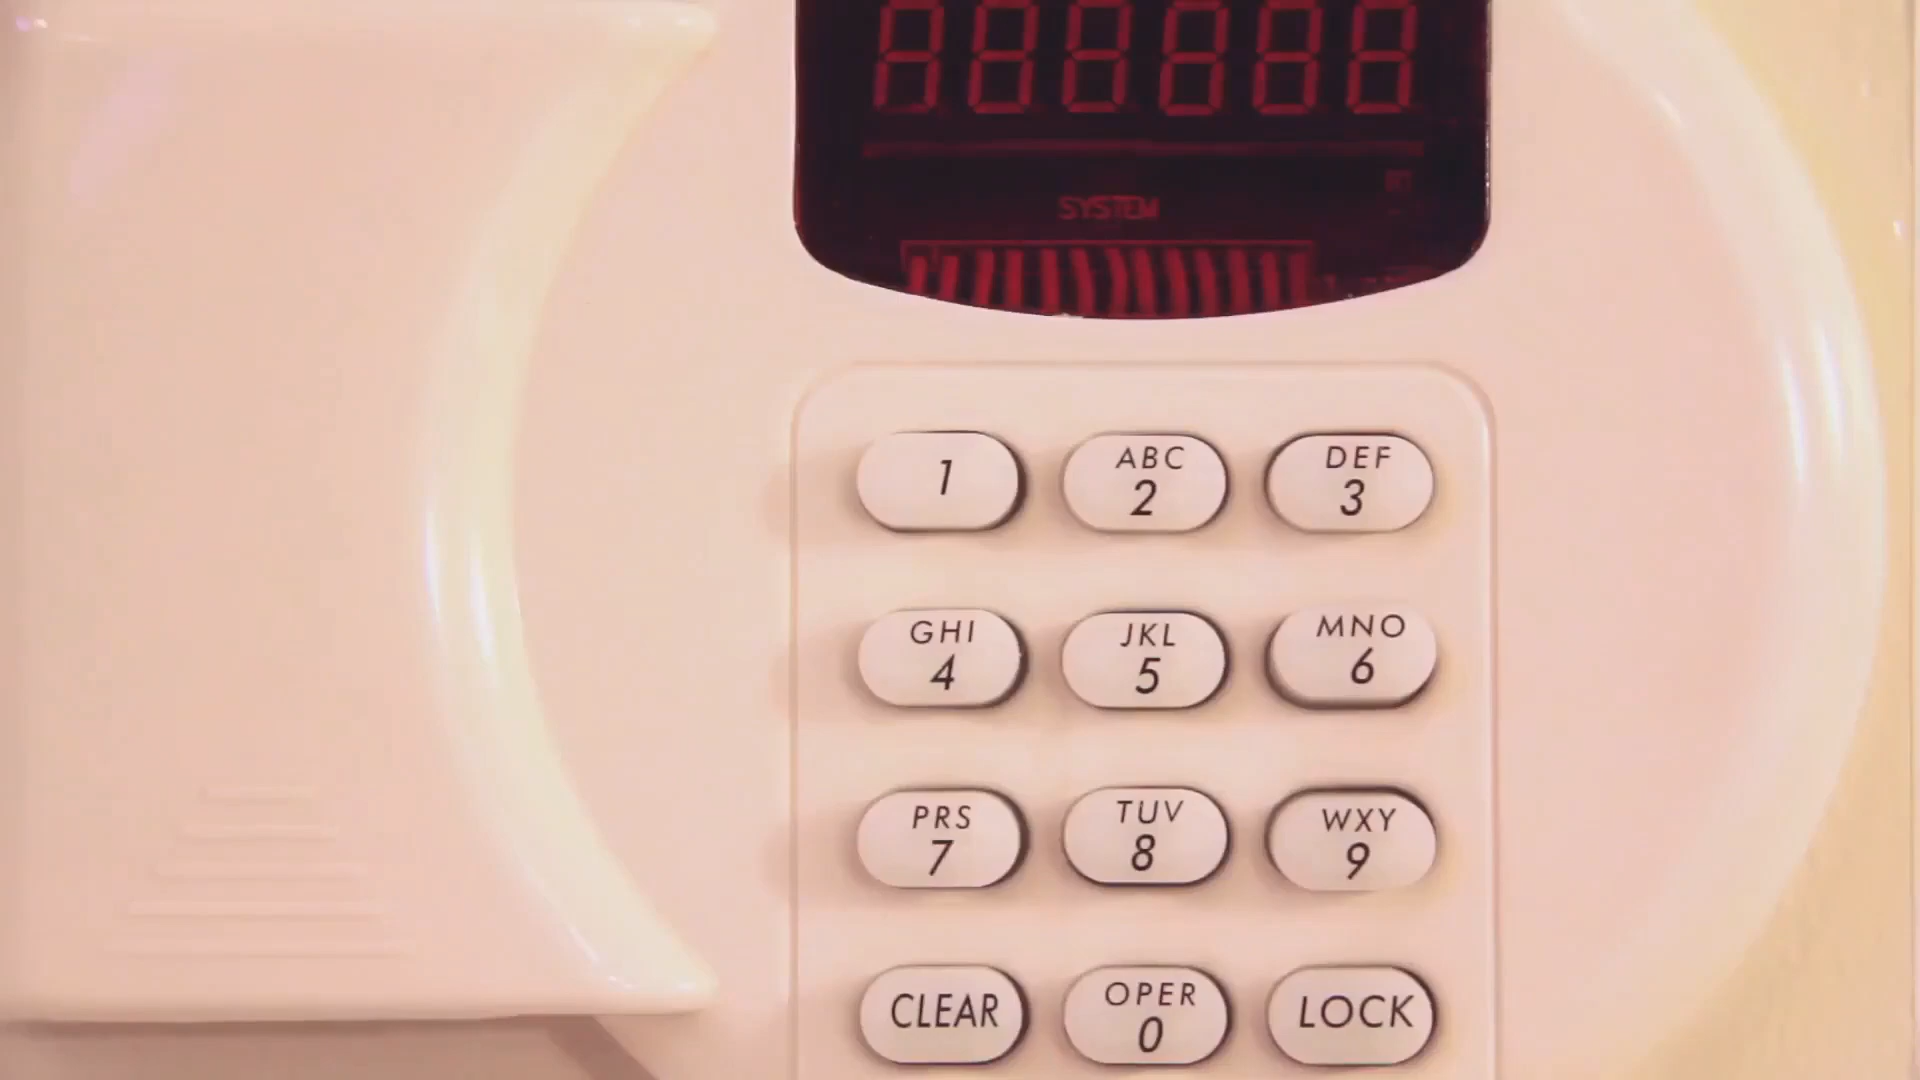 SYSTEM
1
ABC
2
DEF
3
GHI
4
JKL
5
MNO
6
PRS
7
TUV
8
WXY
9
CLEAR
OPER
0
LOCK